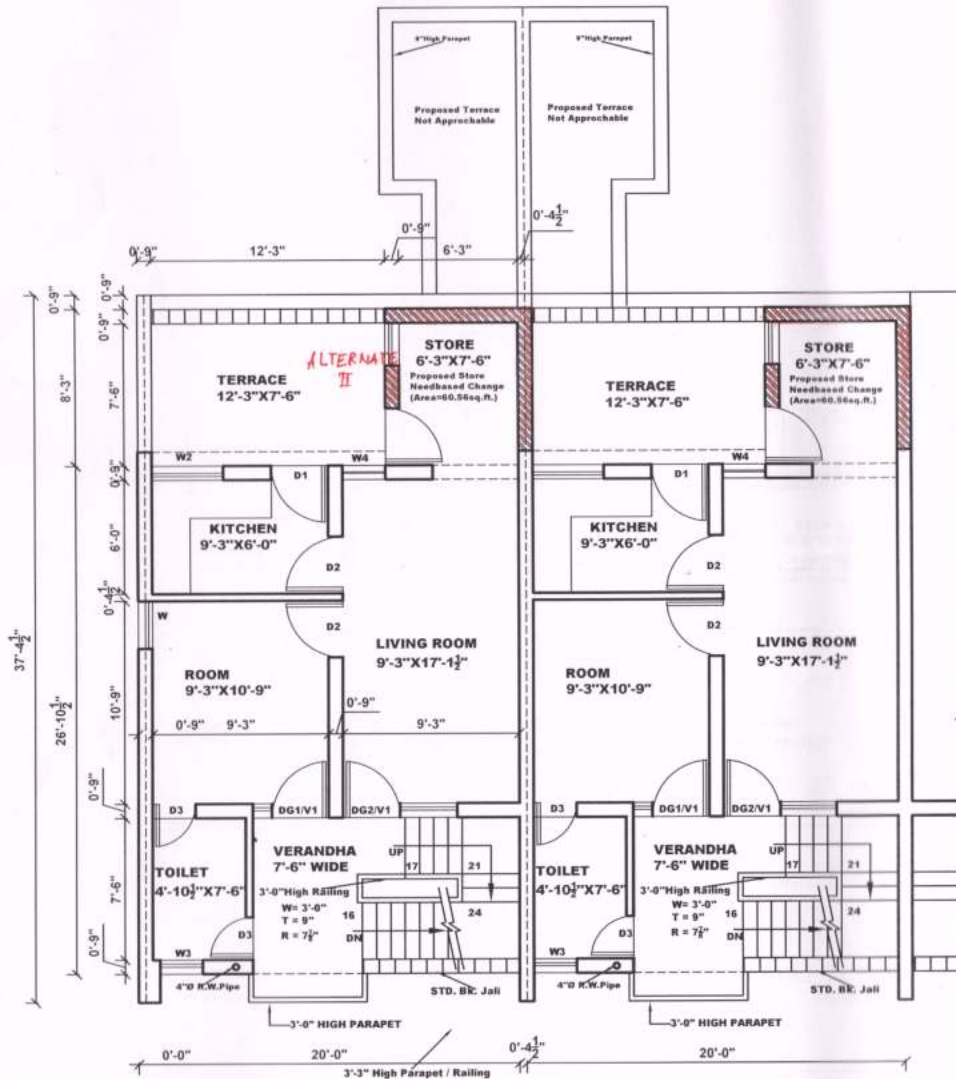 9"High Parapet
9"High Parapet
Proposed Terrace
Not Approchable
Proposed Terrace
Not Approchable
0'-4½"
0'-9"
0'-9"
12'-3"
6'-3"
0'-9"
0'-9"
8'-3"
7'-6"
ALTERNATE
II
TERRACE
12'-3"X7'-6"
STORE
6'-3"X7'-6"
Proposed Store
Needbased Change
(Area=60.56sq.ft.)
TERRACE
12'-3"X7'-6"
STORE
6'-3"X7'-6"
Proposed Store
Needbased Change
(Area=60.56sq.ft.)
W2
W4
W4
0'-9"
D1
D1
KITCHEN
9'-3"X6'-0"
KITCHEN
9'-3"X6'-0"
6'-0"
D2
D2
0'-4½"
W
D2
D2
37'-4½"
26'-10½"
LIVING ROOM
9'-3"X17'-1½"
LIVING ROOM
9'-3"X17'-1½"
ROOM
9'-3"X10'-9"
ROOM
9'-3"X10'-9"
10'-9"
0'-9"
0'-9"
9'-3"
9'-3"
0'-9"
D3
DG1/V1
DG2/V1
D3
DG1/V1
DG2/V1
VERANDHA
7'-6" WIDE
UP
17
21
VERANDHA
7'-6" WIDE
UP
17
21
TOILET
4'-10½"X7'-6"
TOILET
4'-10½"X7'-6"
7'-6"
3'-0"High Railing
W= 3'-0"
T = 9"
R = 7⅞"
16
24
DN
3'-0"High Railing
W= 3'-0"
T = 9"
R = 7⅞"
16
24
DN
D3
D3
0'-9"
W3
W3
4"Ø R.W.Pipe
4"Ø R.W.Pipe
STD. Bk. Jali
STD. Bk. Jali
3'-0" HIGH PARAPET
3'-0" HIGH PARAPET
0'-0"
20'-0"
0'-4½"
20'-0"
3'-3" High Parapet / Railing